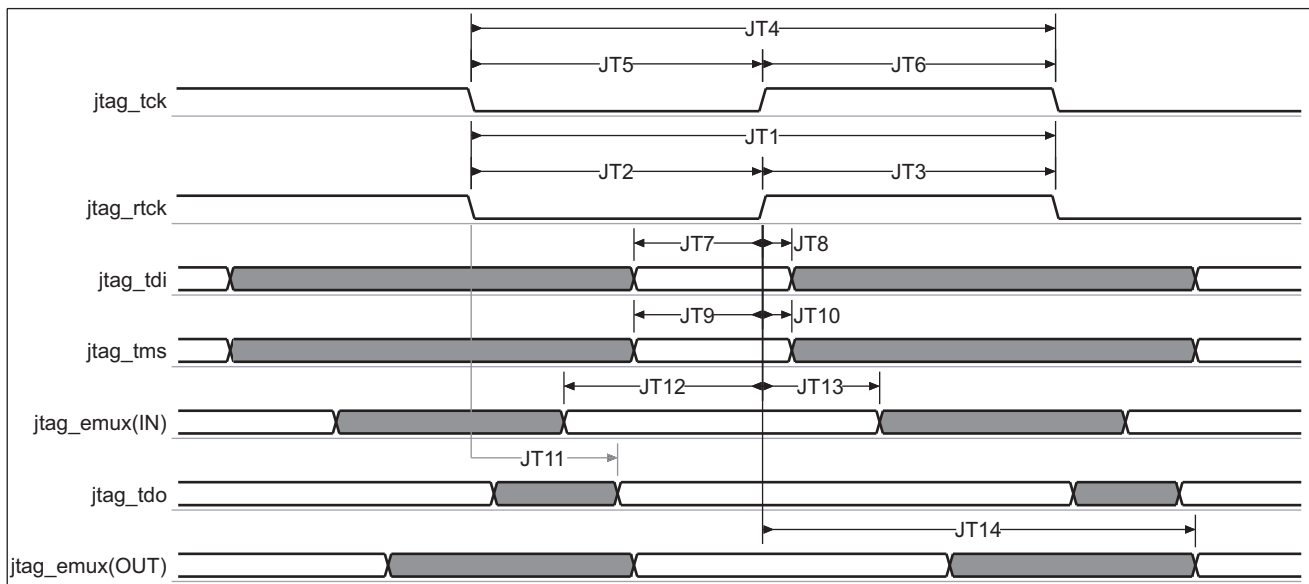 JT4
JT5 JT6
jtag_tck
JT1
JT2 JT3
jtag_rtck
JT7 JT8
jtag_tdi
JT9 JT10
jtag_tms
JT12 JT13
jtag_emux(IN)
JT11
jtag_tdo
JT14
jtag_emux(OUT)